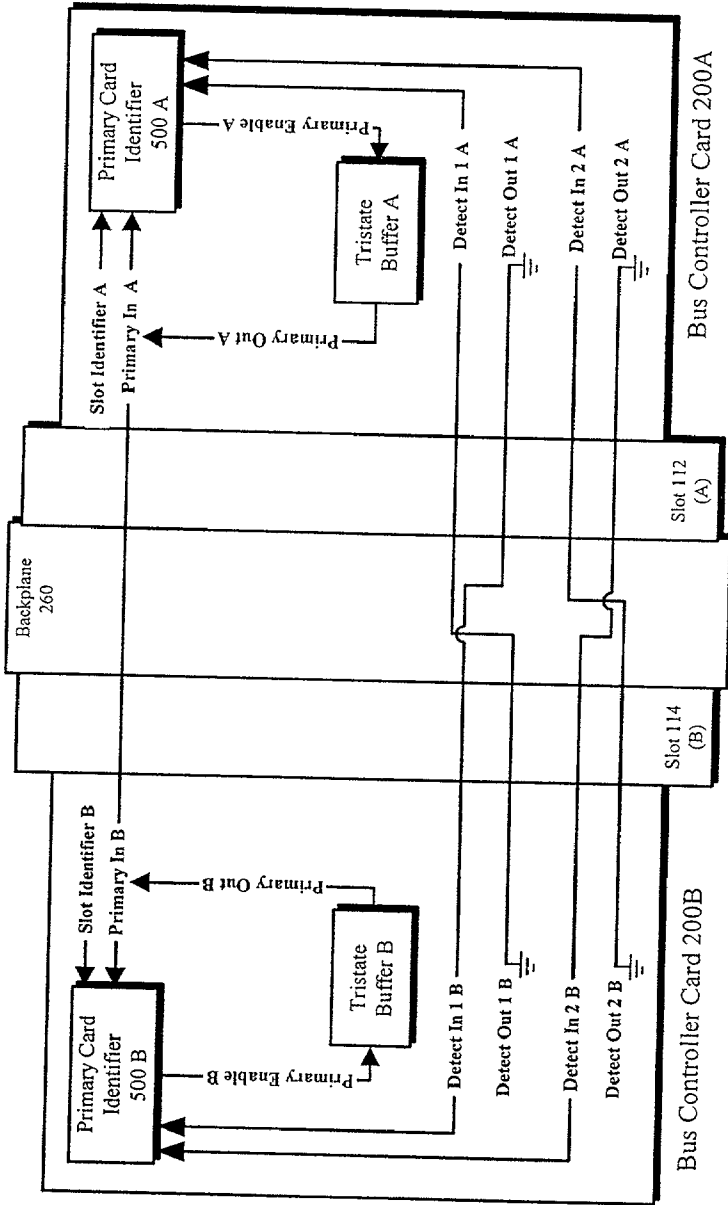 Primary Card
Identifier
500 A
Primary Enable A
Tristate
Buffer A
Primary Out A
Slot Identifier A
Primary In A
Detect In 1 A
Detect Out 1 A
Detect In 2 A
Detect Out 2 A
Bus Controller Card 200A
Slot 112
(A)
Backplane
260
Slot 114
(B)
Slot Identifier B
Primary In B
Primary Out B
Tristate
Buffer B
Primary Enable B
Primary Card
Identifier
500 B
Detect In 1 B
Detect Out 1 B
Detect In 2 B
Detect Out 2 B
Bus Controller Card 200B